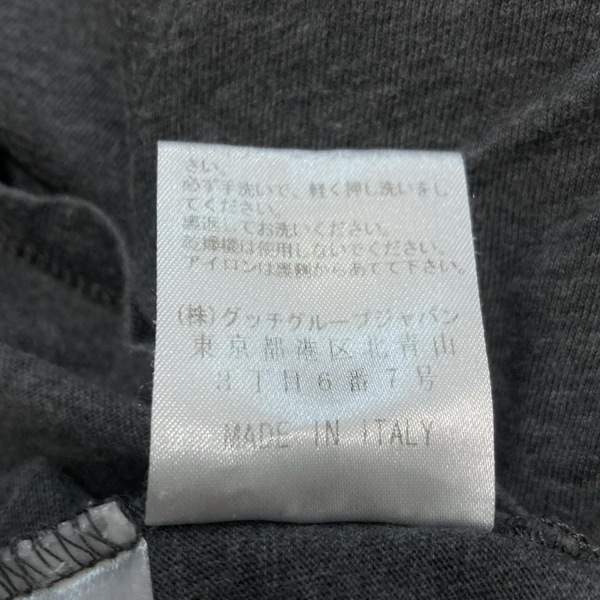 さい。
必ず手洗いで、軽く押し洗いをし
てください。
裏返してお洗いください。
乾燥機は使用しないでください。
アイロンは裏側からあてて下さい。
(株)グッチグループジャパン
東京都港区北青山
3丁目6番7号
MADE IN ITALY